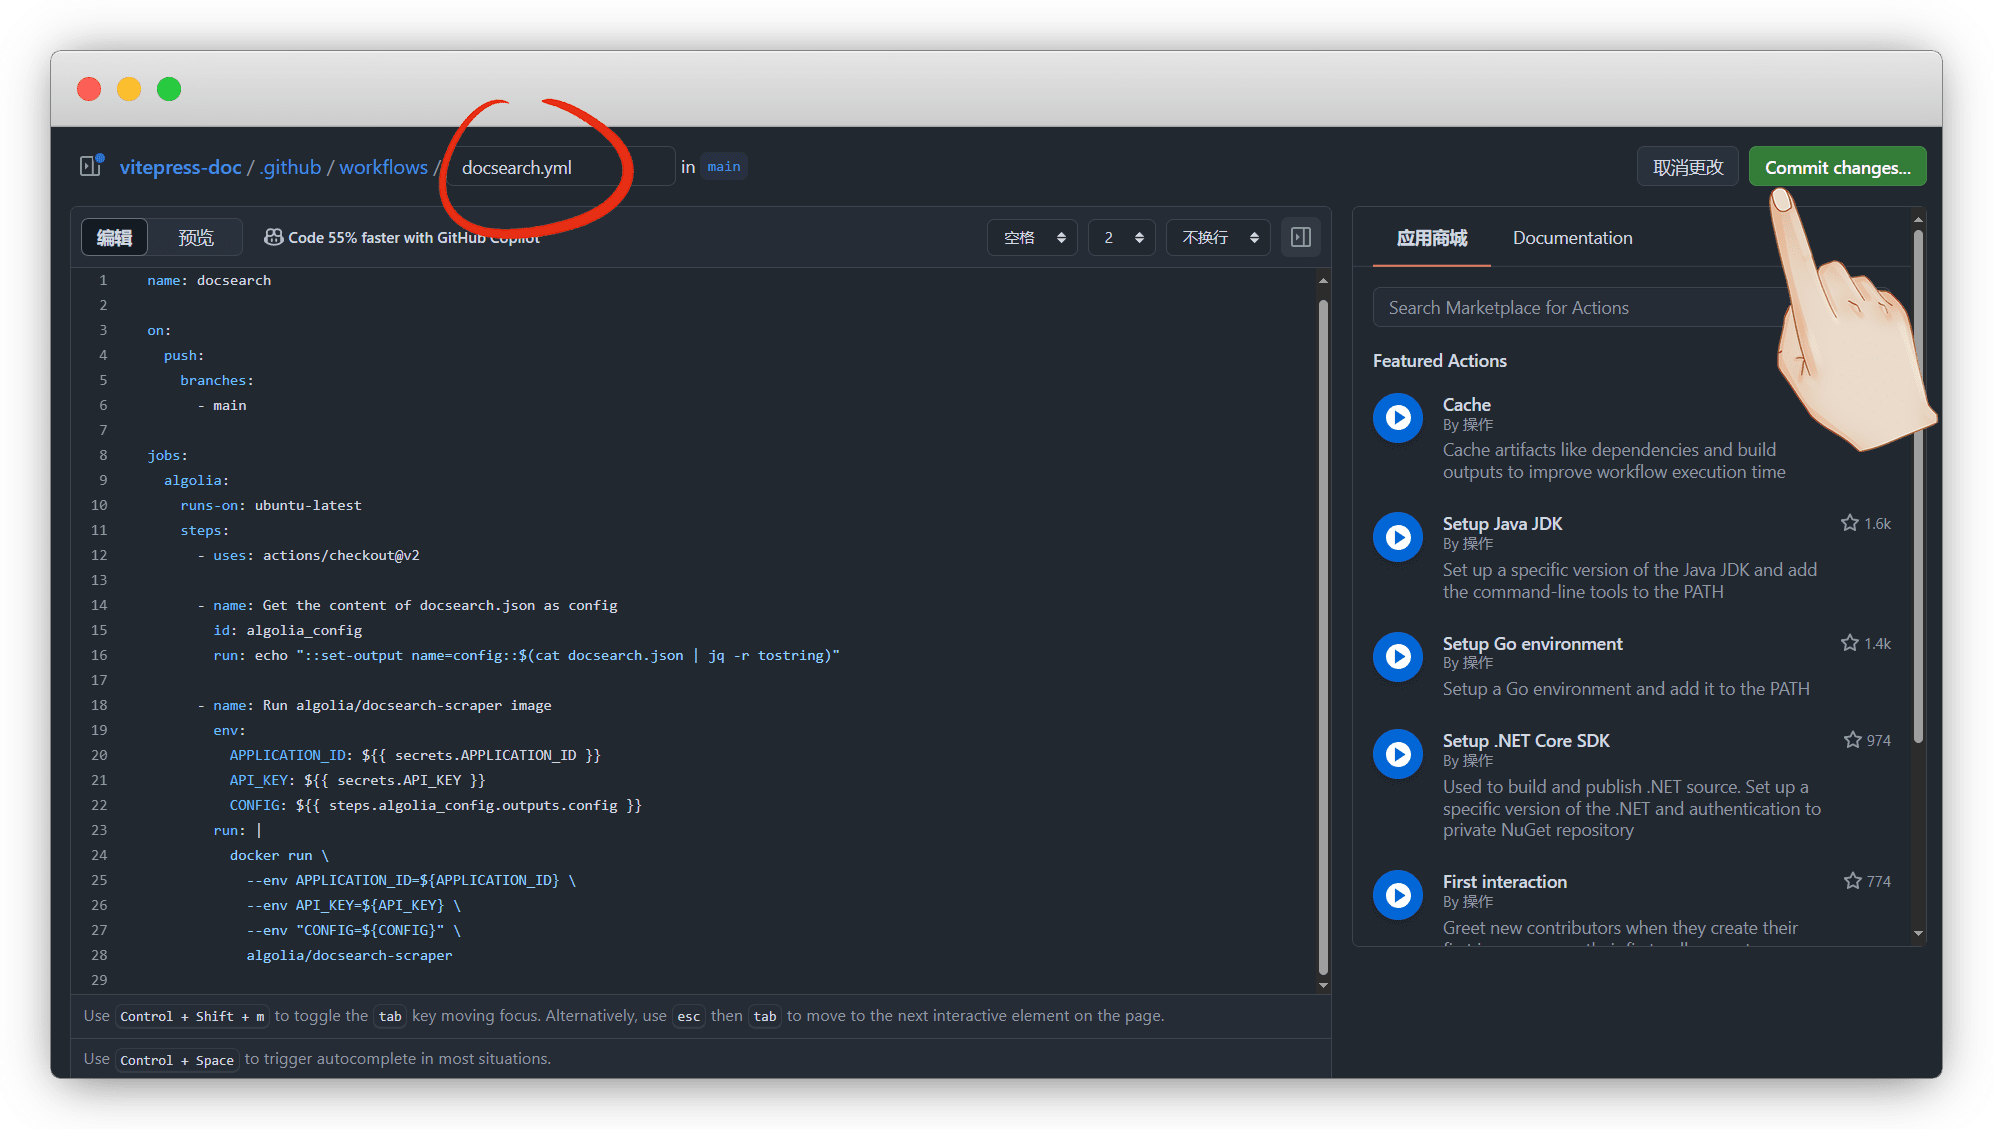 vitepress-doc / .github / workflows / docsearch.yml in main
取消更改 Commit changes...
编辑 预览 Code 55% faster with GitHub Copilot
空格 2 不换行
1 name: docsearch
2
3 on:
4 push:
5 branches:
6 - main
7
8 jobs:
9 algolia:
10 runs-on: ubuntu-latest
11 steps:
12 - uses: actions/checkout@v2
13
14 - name: Get the content of docsearch.json as config
15 id: algolia_config
16 run: echo "::set-output name=config::$(cat docsearch.json | jq -r tostring)"
17
18 - name: Run algolia/docsearch-scraper image
19 env:
20 APPLICATION_ID: ${{ secrets.APPLICATION_ID }}
21 API_KEY: ${{ secrets.API_KEY }}
22 CONFIG: ${{ steps.algolia_config.outputs.config }}
23 run: |
24 docker run \
25 --env APPLICATION_ID=${APPLICATION_ID} \
26 --env API_KEY=${API_KEY} \
27 --env "CONFIG=${CONFIG}" \
28 algolia/docsearch-scraper
29
Use Control + Shift + m to toggle the tab key moving focus. Alternatively, use esc then tab to move to the next interactive element on the page.
Use Control + Space to trigger autocomplete in most situations.
应用商城 Documentation
Search Marketplace for Actions
Featured Actions
Cache
By 操作
Cache artifacts like dependencies and build
outputs to improve workflow execution time
Setup Java JDK 1.6k
By 操作
Set up a specific version of the Java JDK and add
the command-line tools to the PATH
Setup Go environment 1.4k
By 操作
Setup a Go environment and add it to the PATH
Setup .NET Core SDK 974
By 操作
Used to build and publish .NET source. Set up a
specific version of the .NET and authentication to
private NuGet repository
First interaction 774
By 操作
Greet new contributors when they create their